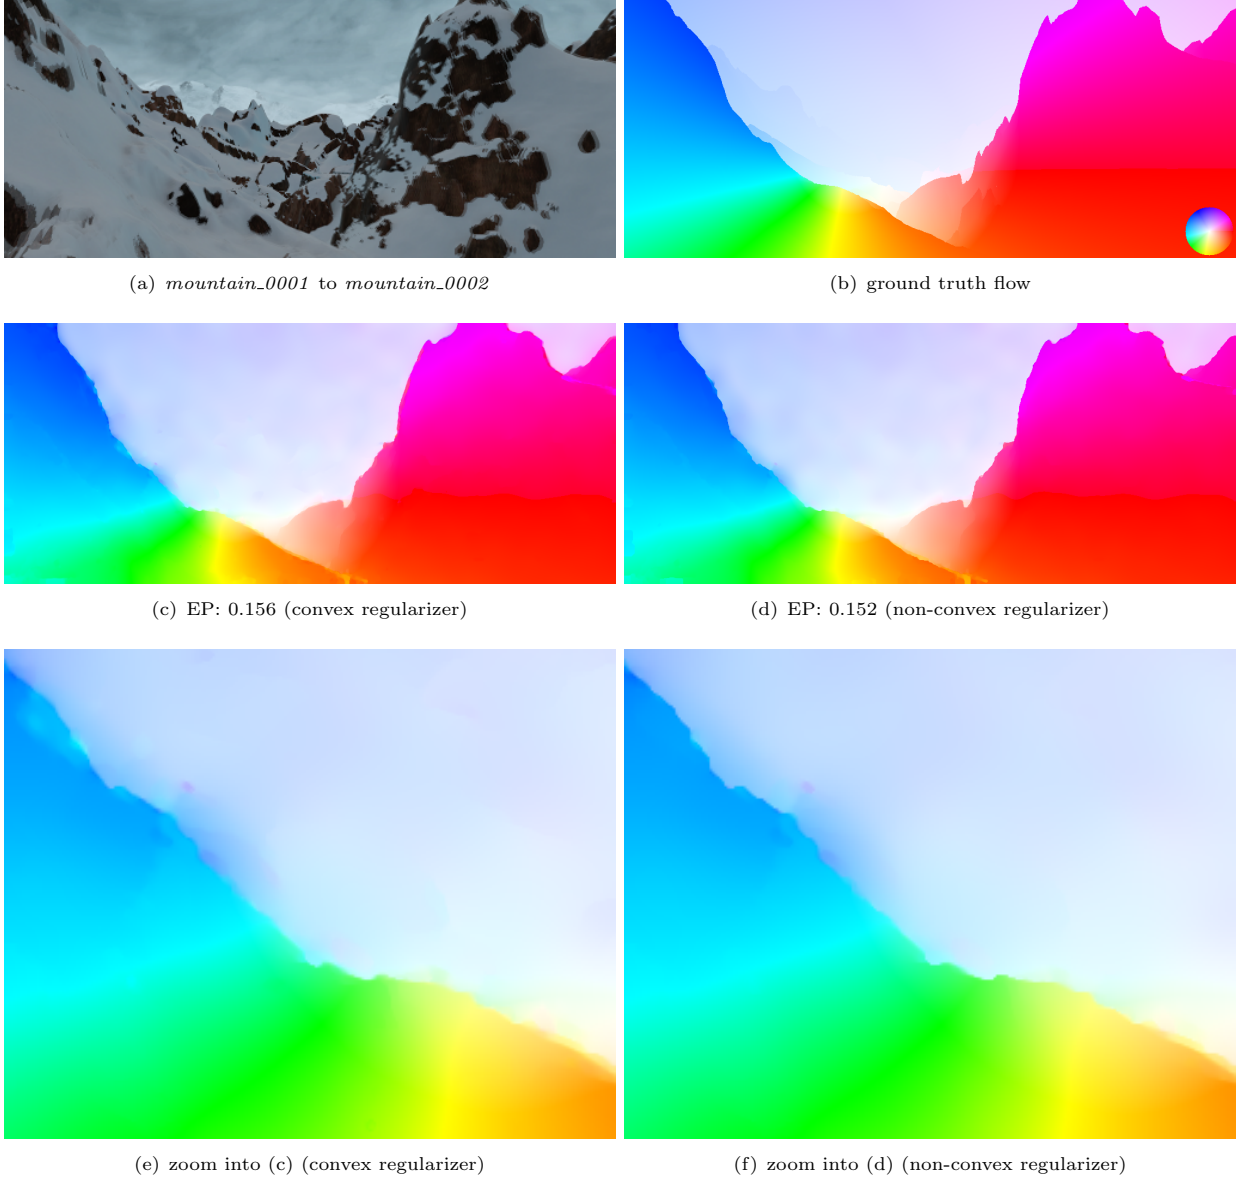 (a) mountain_0001 to mountain_0002
(b) ground truth flow
(c) EP: 0.156 (convex regularizer)
(d) EP: 0.152 (non-convex regularizer)
(e) zoom into (c) (convex regularizer)
(f) zoom into (d) (non-convex regularizer)